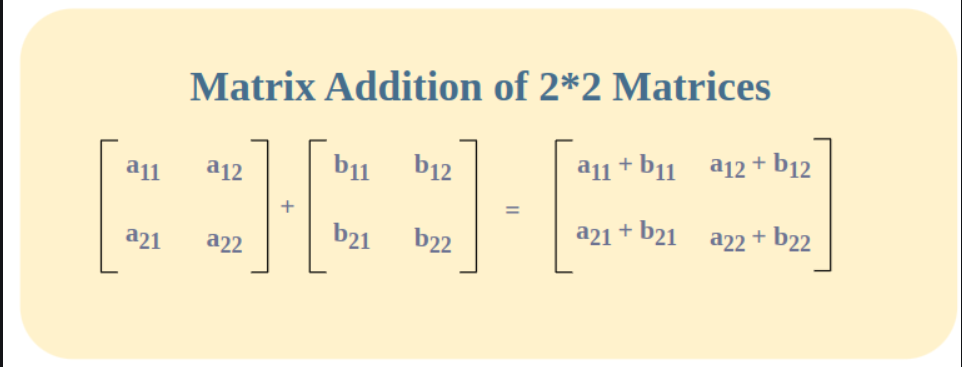 Matrix Addition of 2*2 Matrices
a11 a12 b11 b12 a11 + b11 a12 + b12
+ =
a21 a22 b21 b22 a21 + b21 a22 + b22